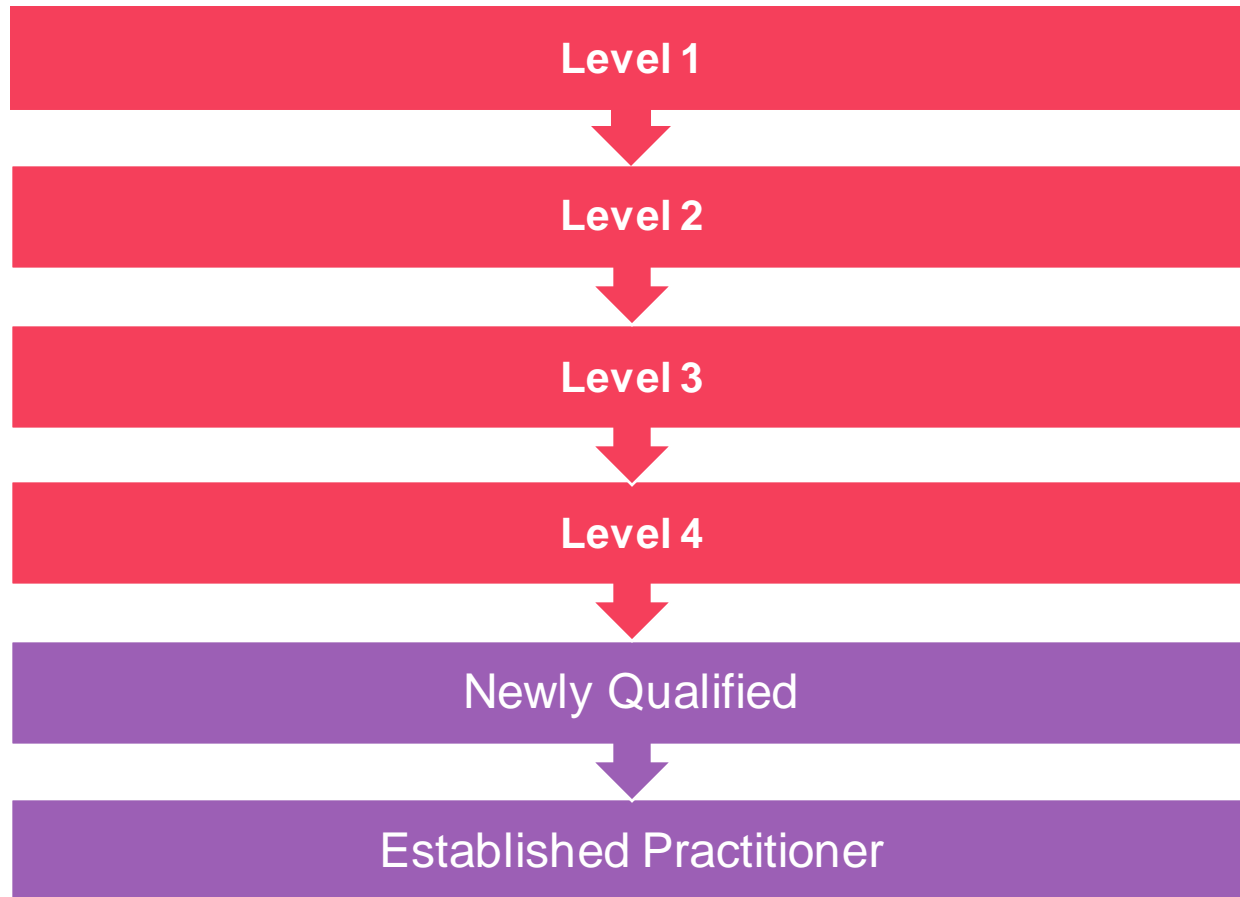 Level 1
Level 2
Level 3
Level 4
Newly Qualified
Established Practitioner